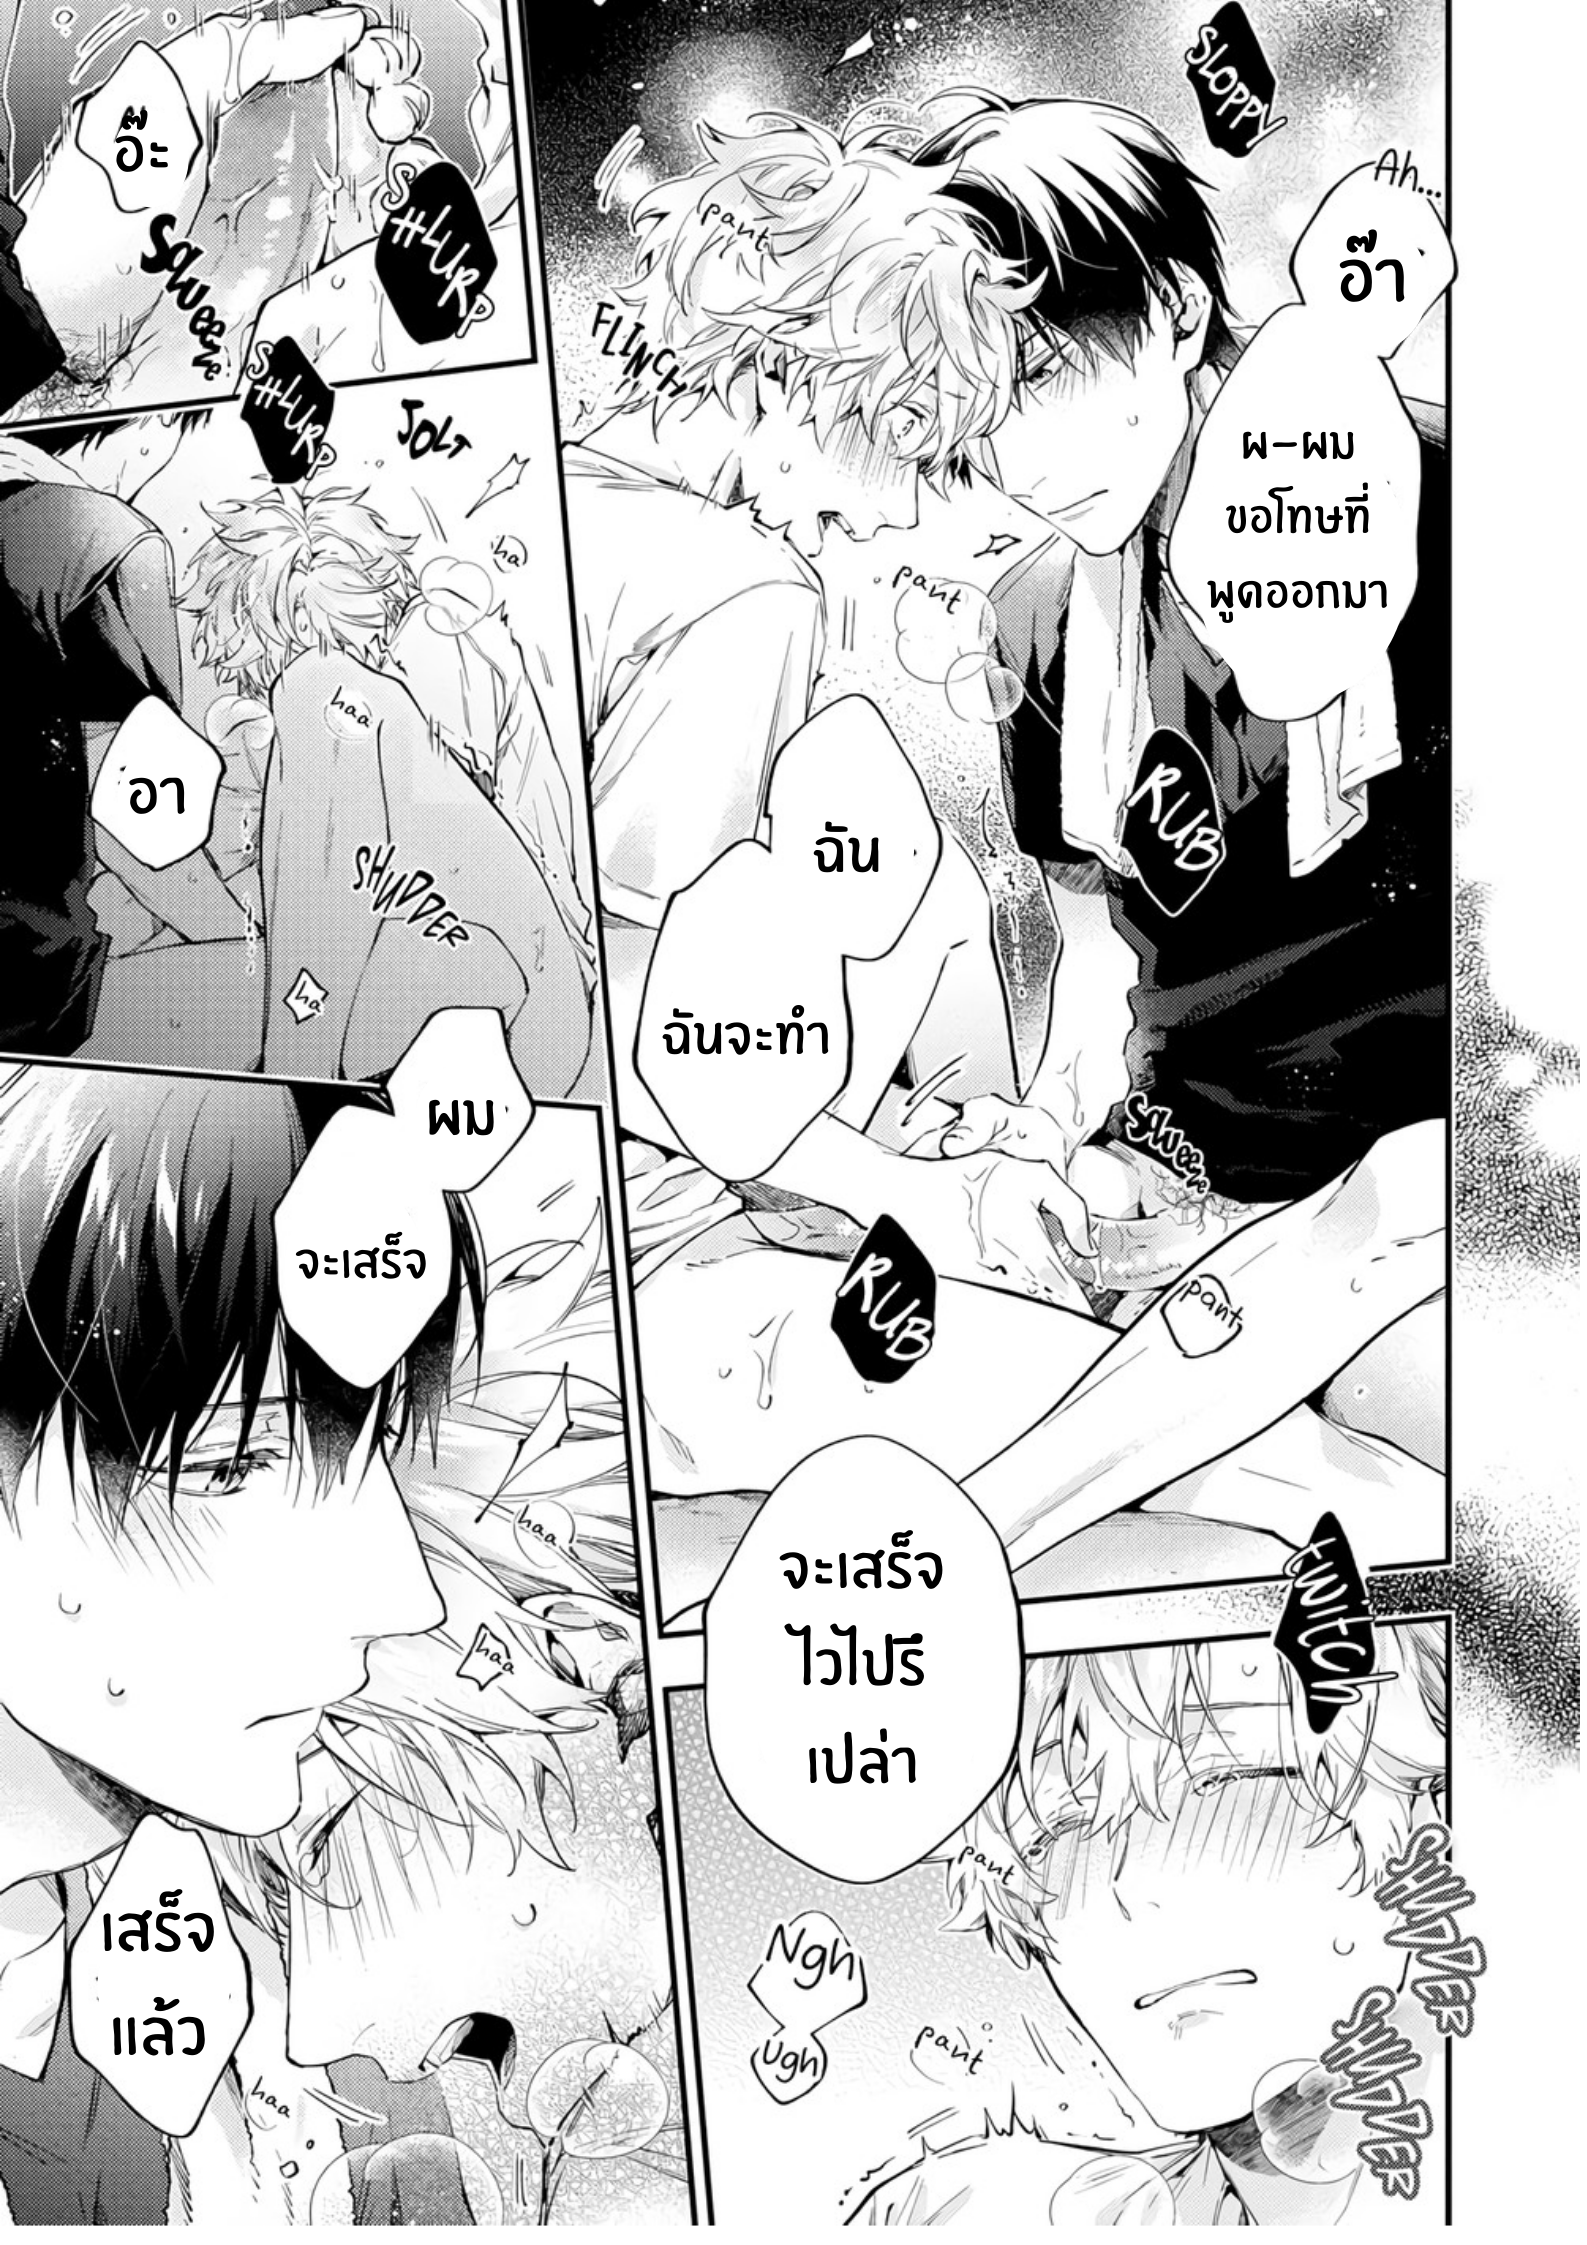 SLOPPY
Ah...
อ๊า
ผ-ผม
ขอโทษที่
พูดออกมา
pant
FLINCH
pant
RUB
ฉัน
ฉันจะทำ
SQUEEZE
RUB
pant
อ๊ะ
SQUEEZE
SHLURP
SHLURP
JOLT
ha
haa
อา
SHUDDER
ha
จะเสร็จ
ไวไปรึ
เปล่า
twitch
pant
Ngh
Ugh
pant
SHUDDER
SHUDDER
ผม
จะเสร็จ
haa
haa
เสร็จ
แล้ว
haa